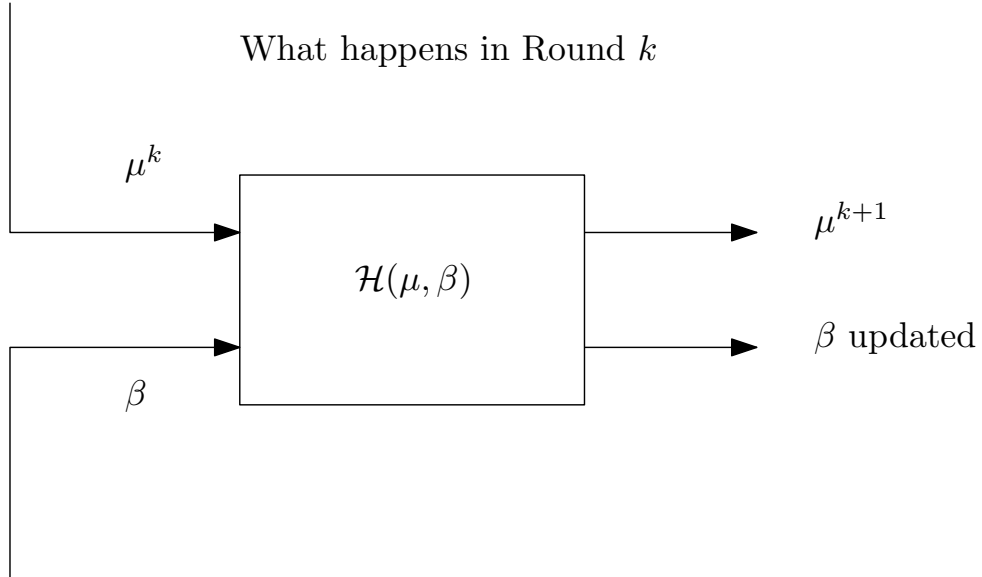 What happens in Round k
μ^k
μ^{k+1}
ℋ(μ, β)
β updated
β